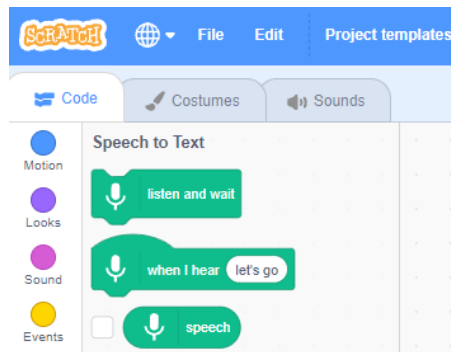 SCRATCH File Edit Project templates
Code Costumes Sounds
Motion
Looks
Sound
Events
Speech to Text
listen and wait
when I hear let's go
speech